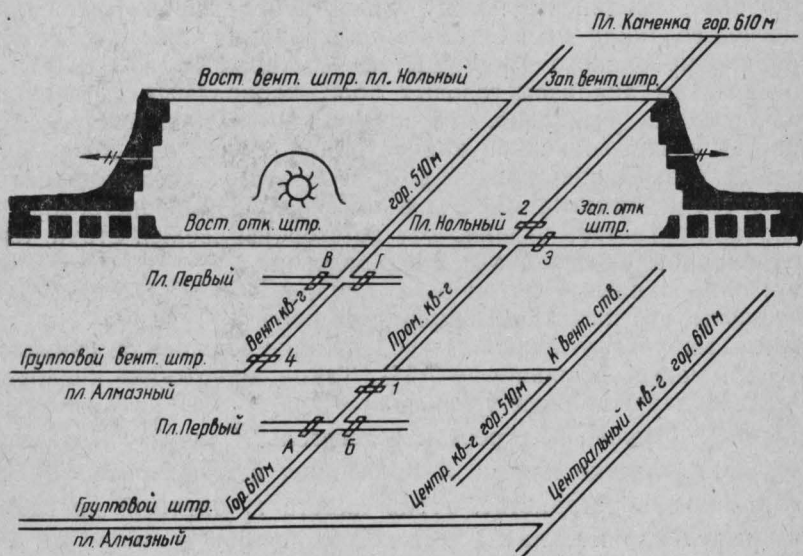 Пл. Каменка гор. 610 м
Вост. вент. штр. пл. Нольный
Зап. вент. штр.
гор. 510 м
Вост. отк. штр.
Пл. Нольный
2
Зап. отк
штр.
3
В
Г
Пл. Первый
Вент. кв-г
Пром. кв-г
К вент. ств.
Групповой вент. штр.
4
пл. Алмазный
1
Пл. Первый
А
Б
Гор. 610 м
Центр. кв-г гор. 510 м
Центральный кв-г гор. 610 м
Групповой штр.
пл. Алмазный